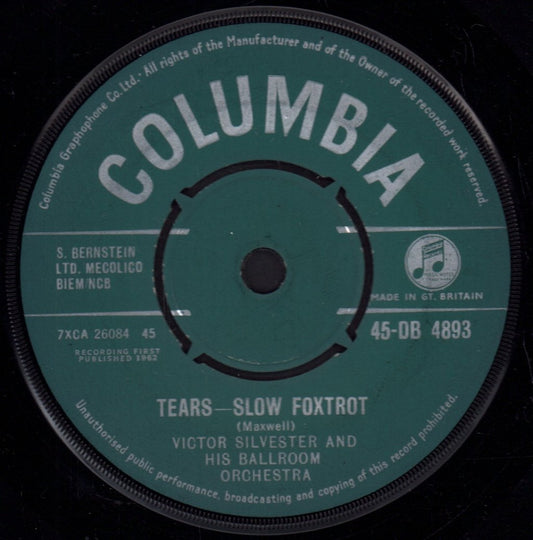 Columbia Graphophone Co. Ltd. · All rights of the Manufacturer and of the Owner of the recorded work reserved.
COLUMBIA
S. BERNSTEIN
LTD. MECOLICO
BIEM/NCB
MADE IN GT. BRITAIN
7XCA 26084 45
45-DB 4893
RECORDING FIRST
PUBLISHED 1962
TEARS—SLOW FOXTROT
(Maxwell)
VICTOR SILVESTER AND
HIS BALLROOM
ORCHESTRA
Unauthorised public performance, broadcasting and copying of this record prohibited.